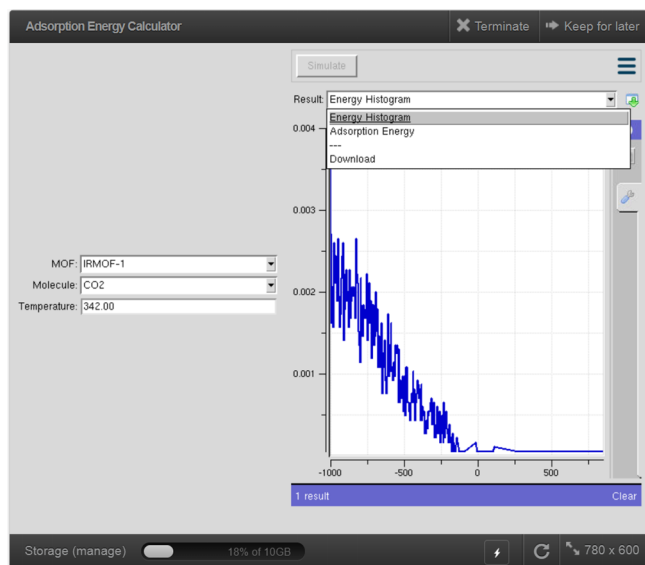 Adsorption Energy Calculator
Terminate
Keep for later
Simulate
Result: Energy Histogram
Energy Histogram
Adsorption Energy
---
Download
0.004
0.003
0.002
0.001
-1000 -500 0 500
MOF: IRMOF-1
Molecule: CO2
Temperature: 342.00
1 result
Clear
Storage (manage)
18% of 10GB
780 x 600